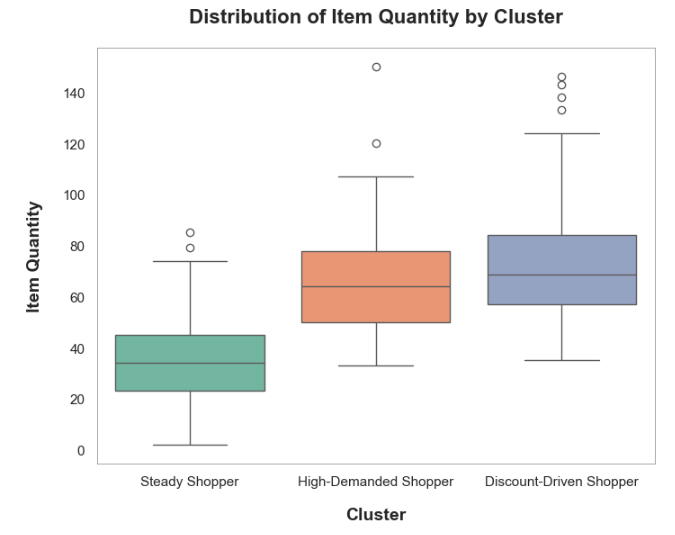 Distribution of Item Quantity by Cluster
Item Quantity
140
120
100
80
60
40
20
0
Steady Shopper
High-Demanded Shopper
Discount-Driven Shopper
Cluster